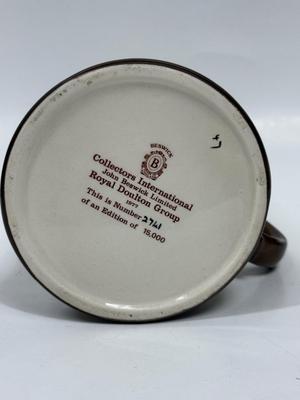 BESWICK
B
Collectors International
John Beswick Limited
Royal Doulton Group
1977
This is Number 2761
of an Edition of 15,000